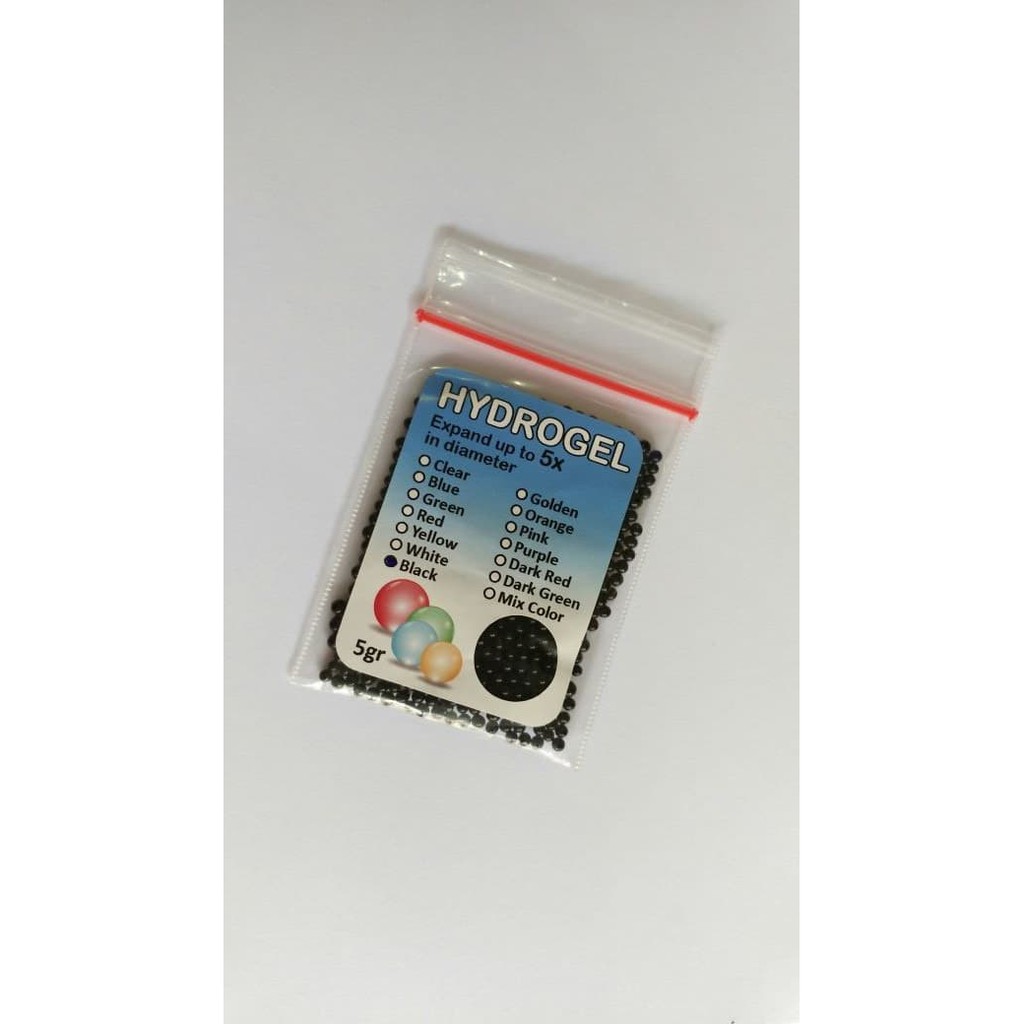 HYDROGEL
Expand up to 5x
in diameter
Clear
Blue
Green
Red
Yellow
White
Black
Golden
Orange
Pink
Purple
Dark Red
Dark Green
Mix Color
5gr